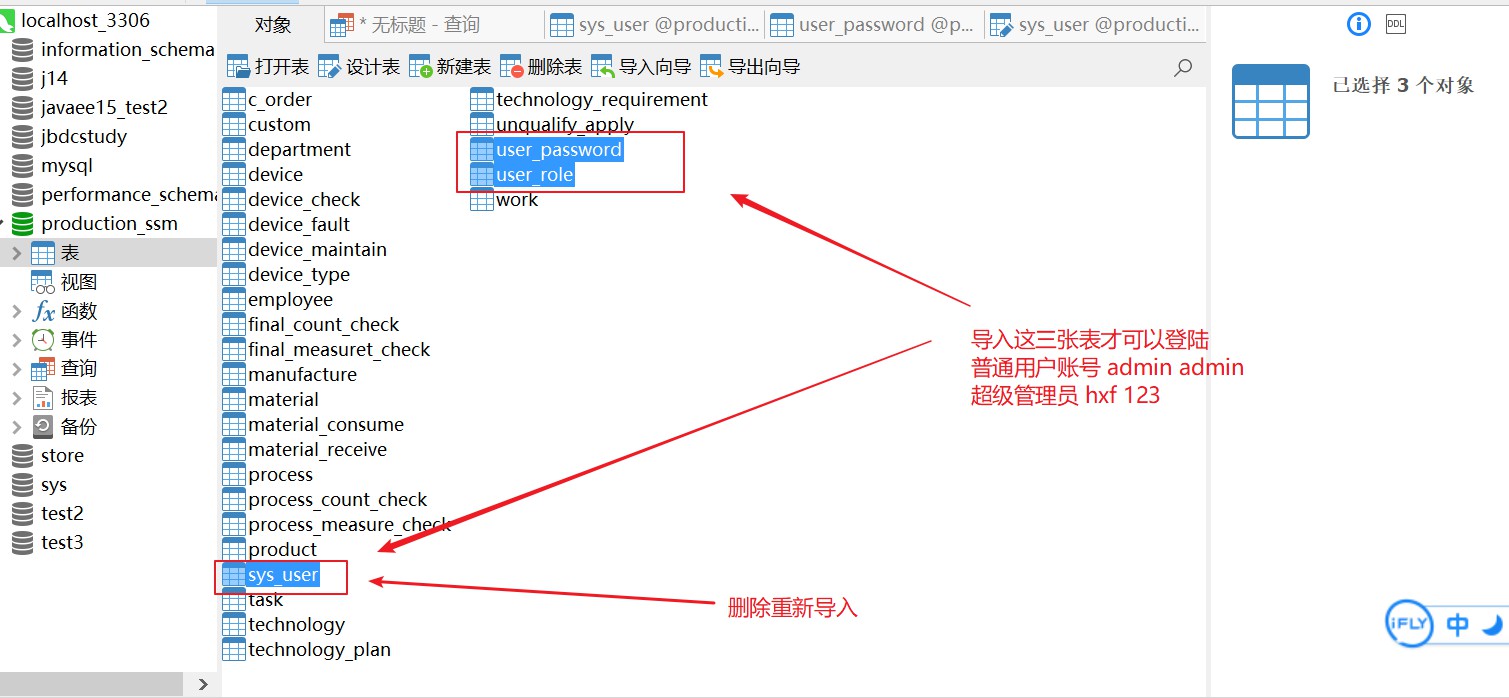 localhost_3306
information_schema
j14
javaee15_test2
jbdcstudy
mysql
performance_schema
production_ssm
表
视图
fx 函数
事件
查询
报表
备份
store
sys
test2
test3
对象
* 无标题 - 查询
sys_user @producti...
user_password @p...
sys_user @producti...
打开表
设计表
新建表
删除表
导入向导
导出向导
c_order
custom
department
device
device_check
device_fault
device_maintain
device_type
employee
final_count_check
final_measuret_check
manufacture
material
material_consume
material_receive
process
process_count_check
process_measure_check
product
sys_user
task
technology
technology_plan
technology_requirement
unqualify_apply
user_password
user_role
work
导入这三张表才可以登陆
普通用户账号 admin admin
超级管理员 hxf 123
删除重新导入
DDL
已选择 3 个对象
iFLY 中